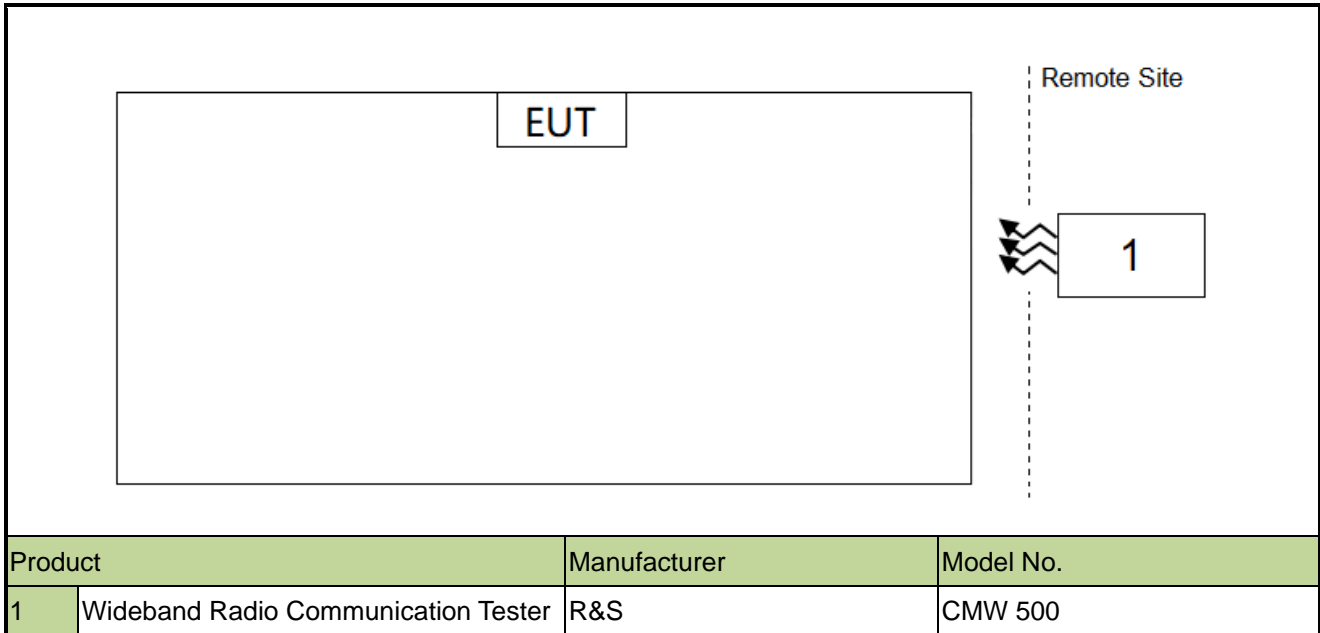 Remote Site
EUT
1
Product Manufacturer Model No.
1 Wideband Radio Communication Tester R&S CMW 500